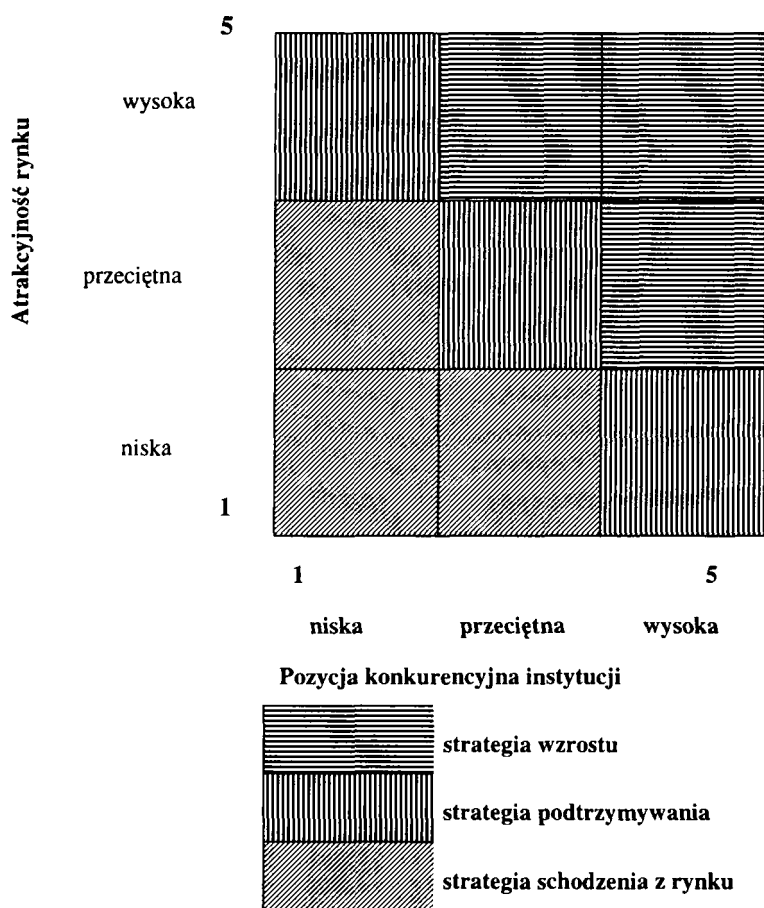 5
wysoka
Atrakcyjność rynku
przeciętna
niska
1
1 5
niska przeciętna wysoka
Pozycja konkurencyjna instytucji
strategia wzrostu
strategia podtrzymywania
strategia schodzenia z rynku